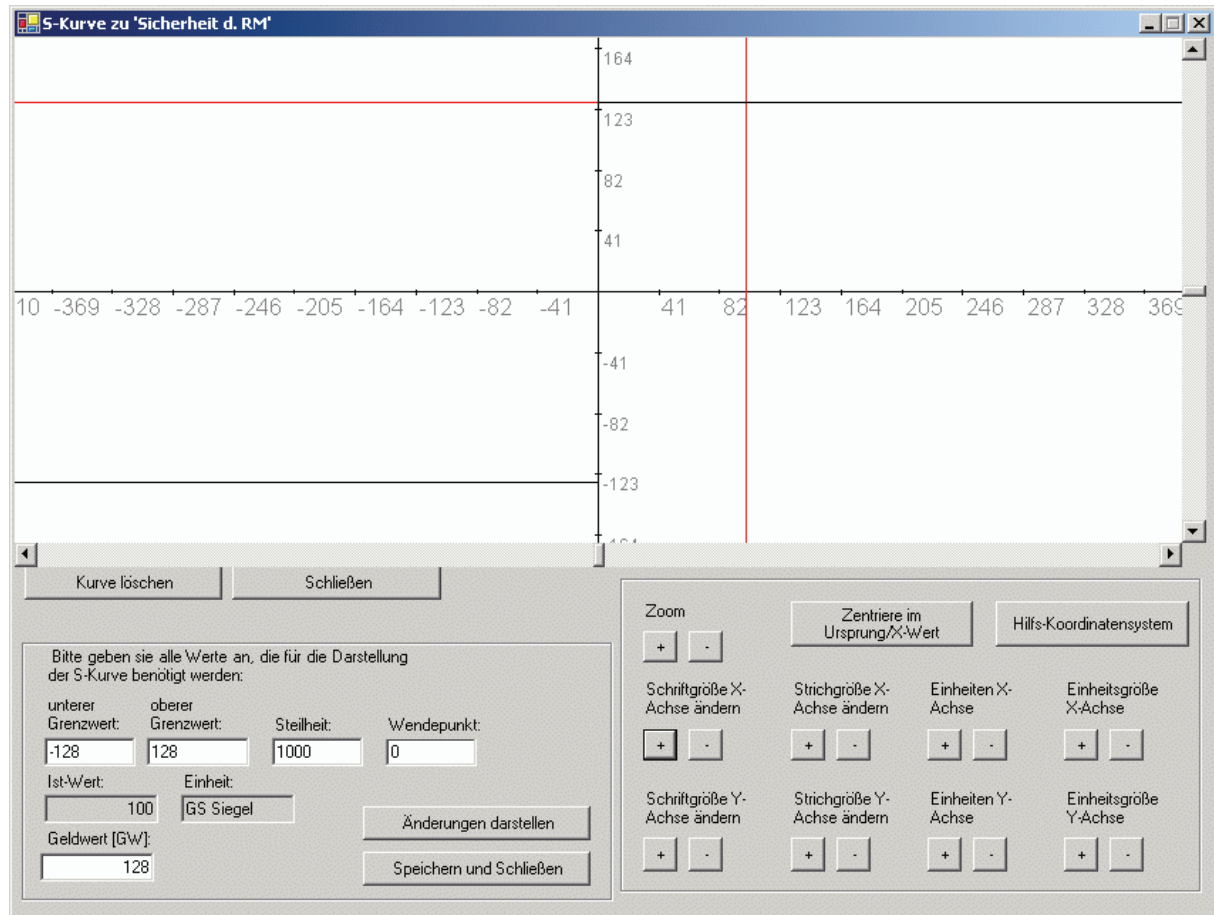 S-Kurve zu 'Sicherheit d. RM'
164
123
82
41
10 -369 -328 -287 -246 -205 -164 -123 -82 -41 41 82 123 164 205 246 287 328 369
-41
-82
-123
Kurve löschen Schließen
Bitte geben sie alle Werte an, die für die Darstellung
der S-Kurve benötigt werden:
unterer oberer
Grenzwert: Grenzwert: Steilheit: Wendepunkt:
-128 128 1000 0
Ist-Wert: Einheit:
100 GS Siegel
Geldwert [GW]:
128
Änderungen darstellen
Speichern und Schließen
Zoom
+ -
Zentriere im
Ursprung/X-Wert
Hilfs-Koordinatensystem
Schriftgröße X- Strichgröße X- Einheiten X- Einheitsgröße
Achse ändern Achse ändern Achse X-Achse
+ - + - + - + -
Schriftgröße Y- Strichgröße Y- Einheiten Y- Einheitsgröße
Achse ändern Achse ändern Achse Y-Achse
+ - + - + - + -